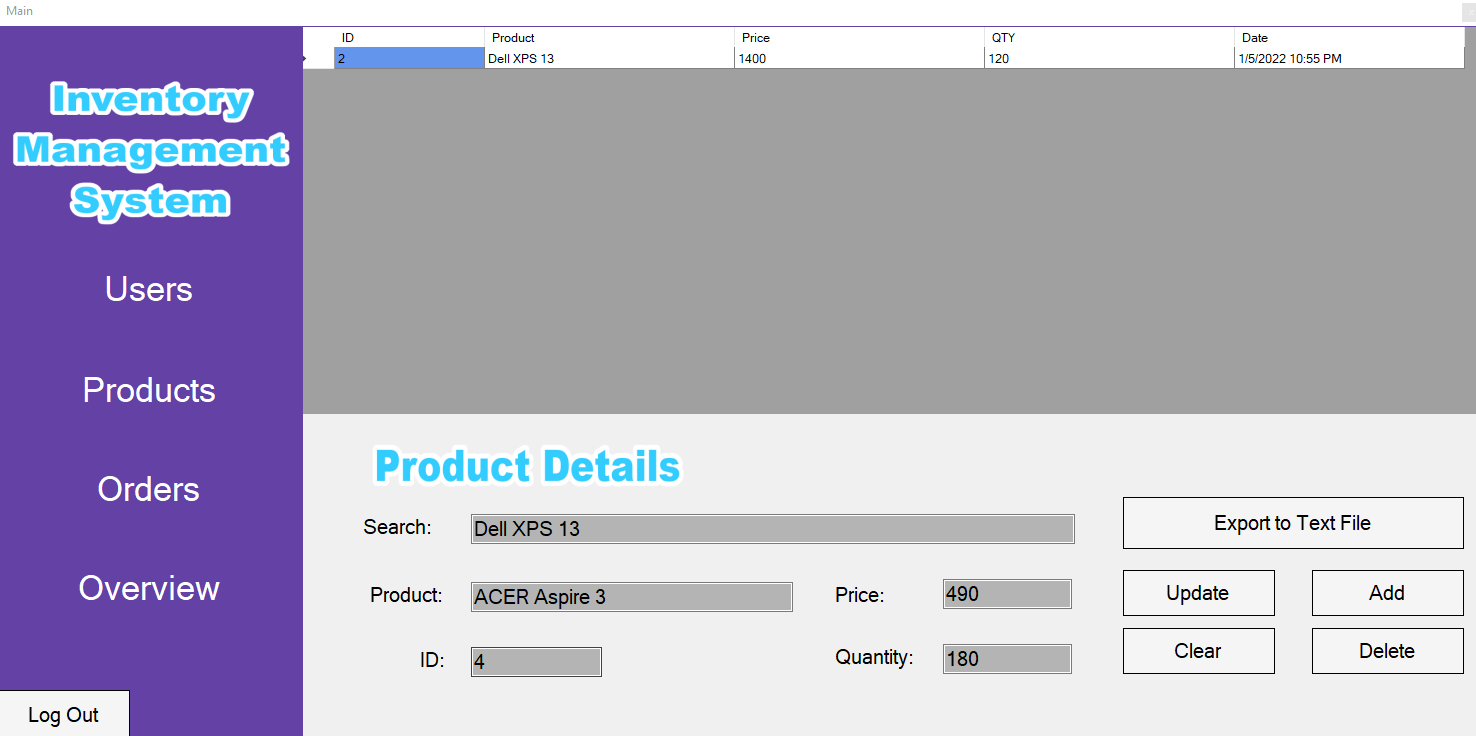 Main
Inventory
Management
System
Users
Products
Orders
Overview
Log Out
ID Product Price QTY Date
2 Dell XPS 13 1400 120 1/5/2022 10:55 PM
Product Details
Search: Dell XPS 13
Export to Text File
Product: ACER Aspire 3 Price: 490
Update Add
ID: 4 Quantity: 180
Clear Delete